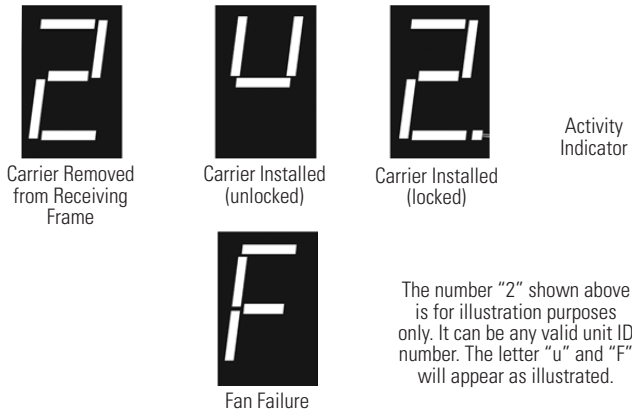 2
u
2.
Carrier Removed
from Receiving
Frame
Carrier Installed
(unlocked)
Carrier Installed
(locked)
Activity
Indicator
F
Fan Failure
The number “2” shown above
is for illustration purposes
only. It can be any valid unit ID
number. The letter “u” and “F”
will appear as illustrated.